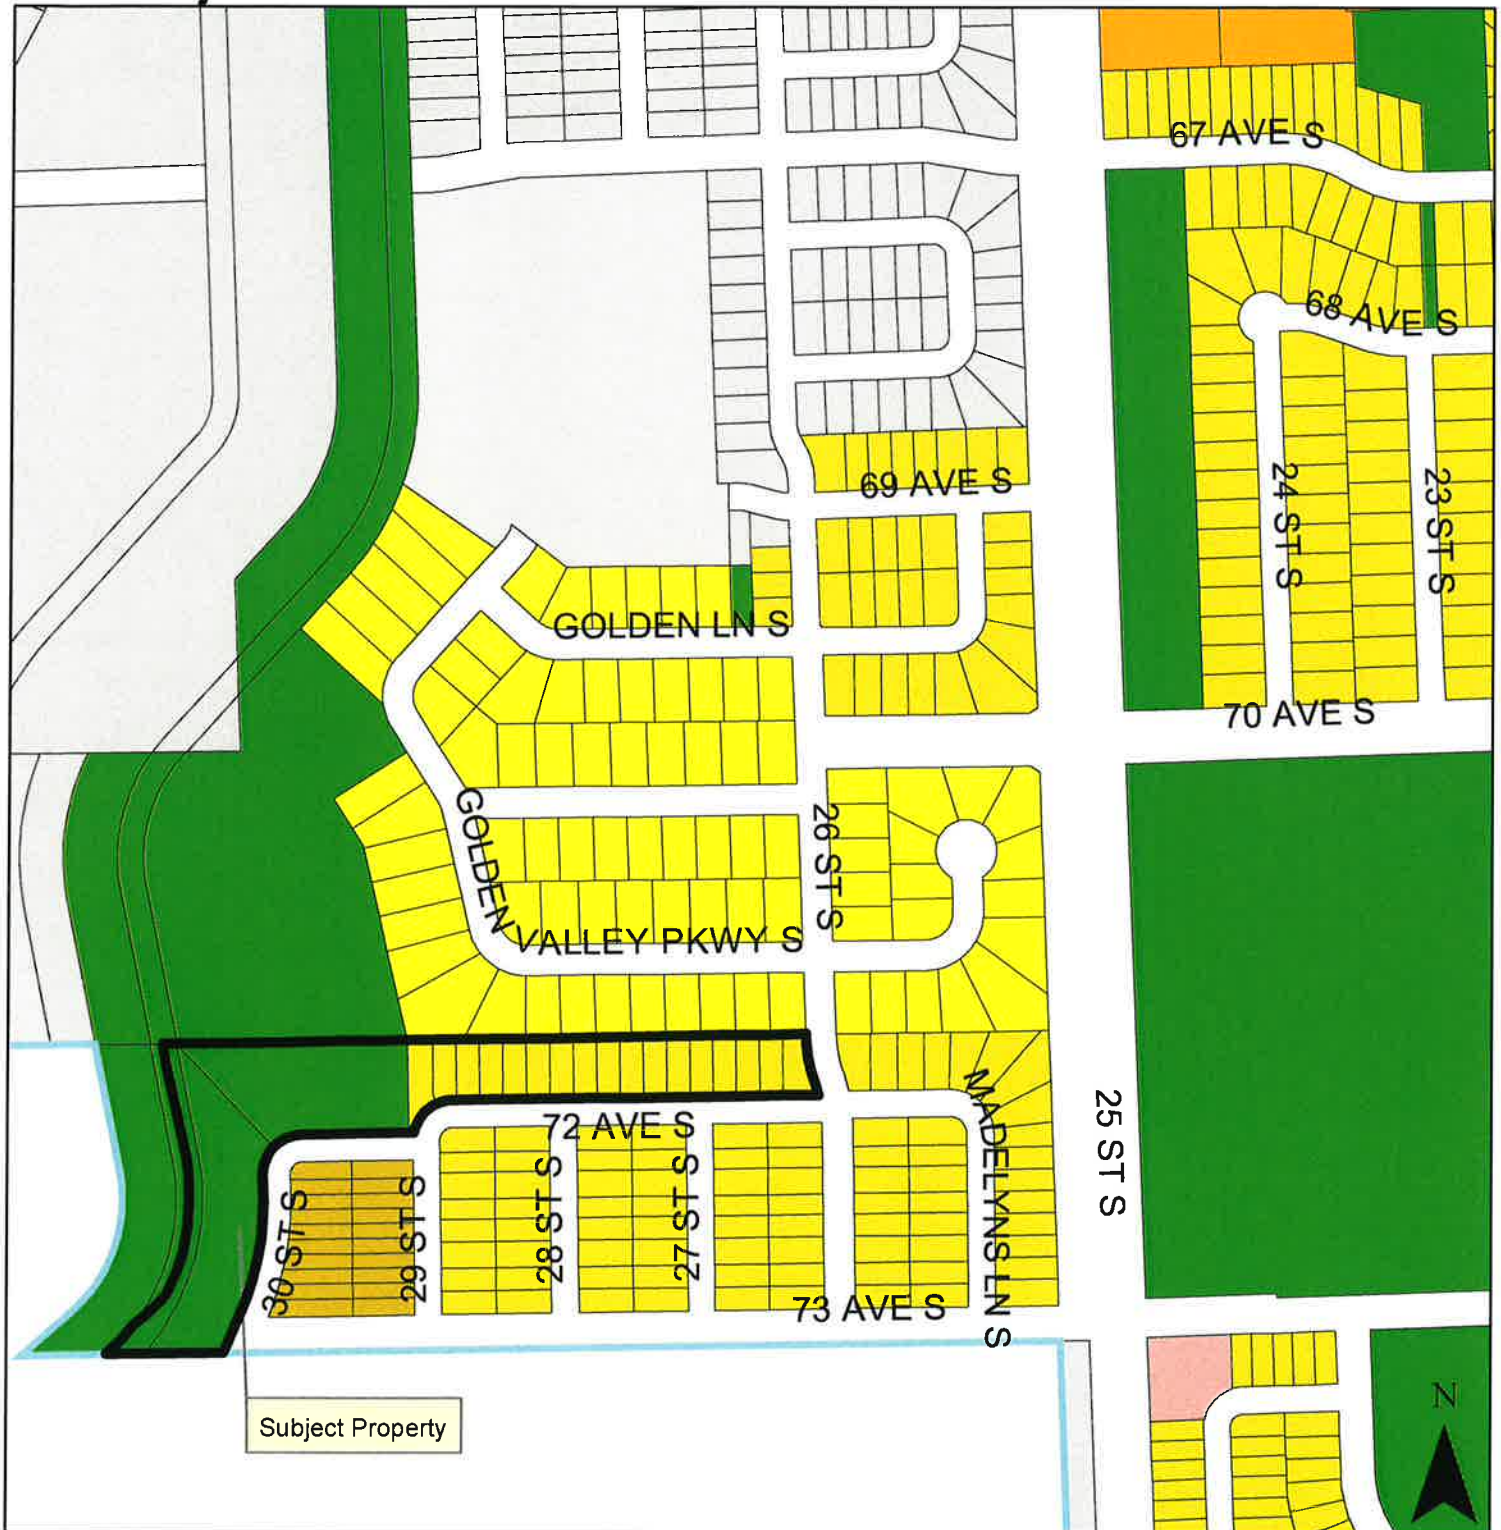 67 AVE S
68 AVE S
69 AVE S
24 ST S
23 ST S
GOLDEN LN S
70 AVE S
GOLDEN VALLEY PKWY S
26 ST S
MADELYNS LN S
25 ST S
72 AVE S
30 ST S
29 ST S
28 ST S
27 ST S
73 AVE S
Subject Property
N